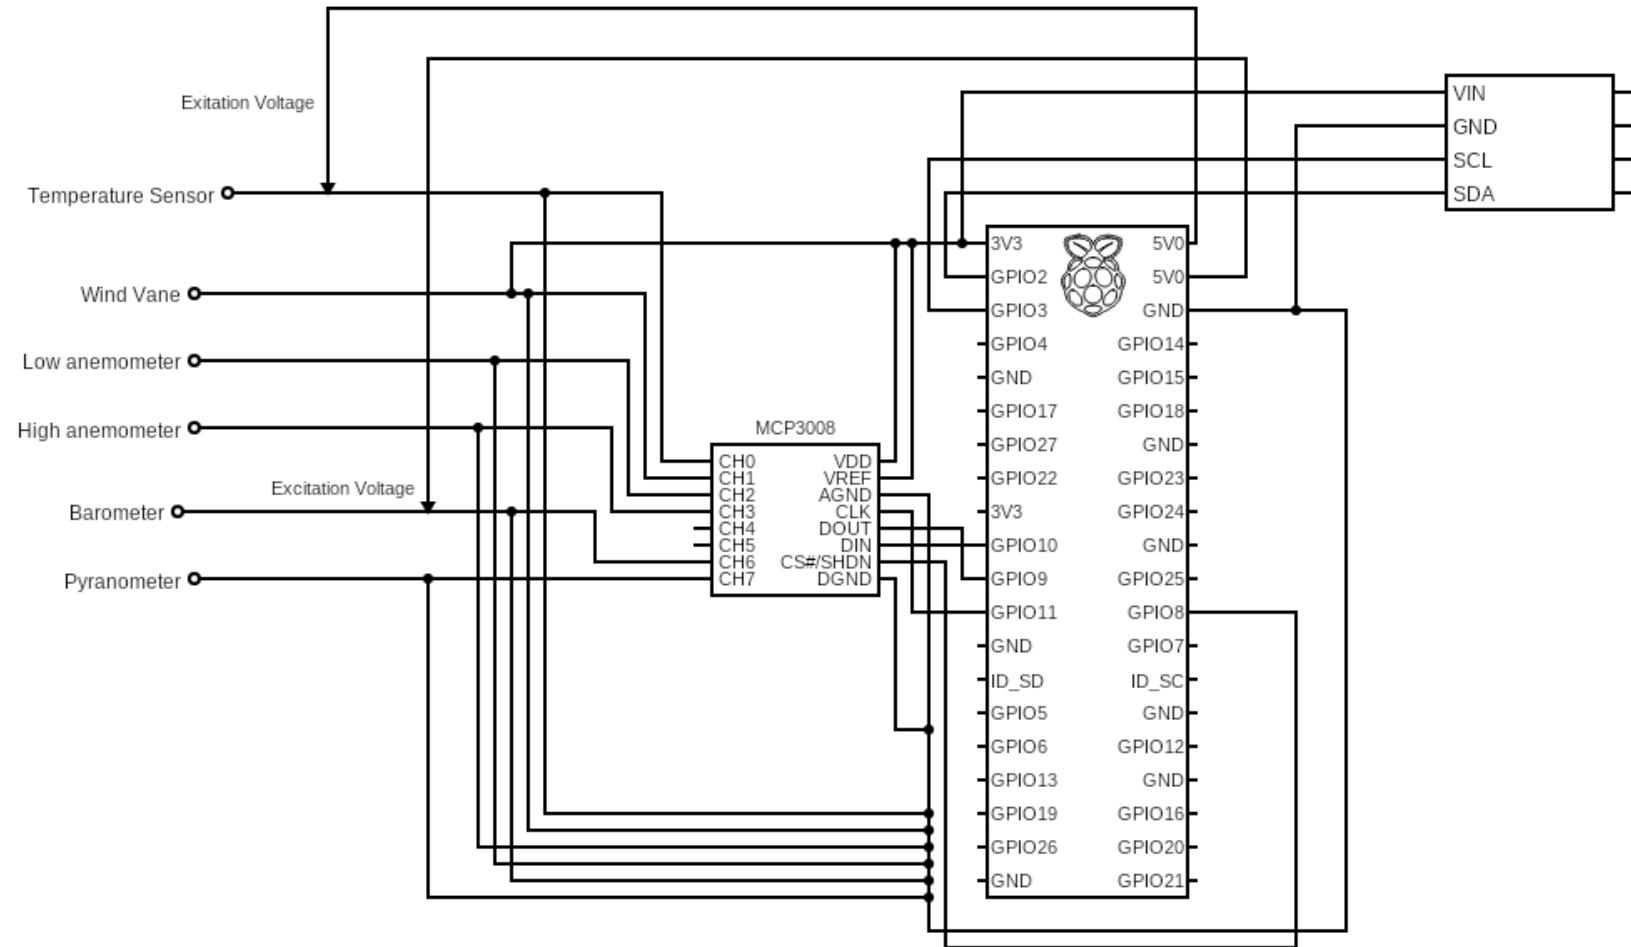 Exitation Voltage
VIN
GND
SCL
SDA
Temperature Sensor
Wind Vane
Low anemometer
High anemometer
Excitation Voltage
Barometer
Pyranometer
MCP3008
CH0 VDD
CH1 VREF
CH2 AGND
CH3 CLK
CH4 DOUT
CH5 DIN
CH6 CS#/SHDN
CH7 DGND
3V3 5V0
GPIO2 5V0
GPIO3 GND
GPIO4 GPIO14
GND GPIO15
GPIO17 GPIO18
GPIO27 GND
GPIO22 GPIO23
3V3 GPIO24
GPIO10 GND
GPIO9 GPIO25
GPIO11 GPIO8
GND GPIO7
ID_SD ID_SC
GPIO5 GND
GPIO6 GPIO12
GPIO13 GND
GPIO19 GPIO16
GPIO26 GPIO20
GND GPIO21